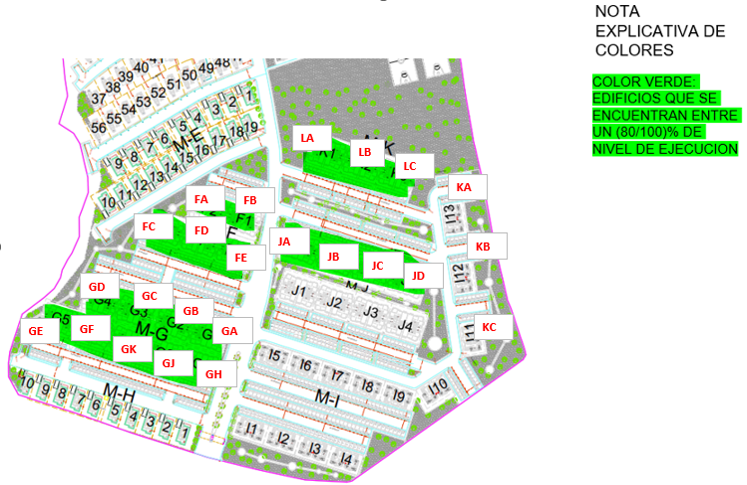 NOTA
EXPLICATIVA DE
COLORES
COLOR VERDE:
EDIFICIOS QUE SE
ENCUENTRAN ENTRE
UN (80/100)% DE
NIVEL DE EJECUCION
37 38 39 40 41
56 55 54 53 52 51 50 49 48
M-E
9 8 7 6 5 4 3 2 1
10 11 12 13 14 15 16 17 18 19
LA
LB
LC
KA
I13
FA
FB
F1
FC
FD
FE
JA
JB
JC
JD
KB
I12
GD
GC
GB
GA
G4
G3
G2
G5
GE
GF
M-G
GK
GJ
GH
J1
J2
J3
J4
KC
I11
M-H
10 9 8 7 6 5 4 3 2 1
I5 I6 I7 I8 I9
I10
M-I
I1 I2 I3 I4